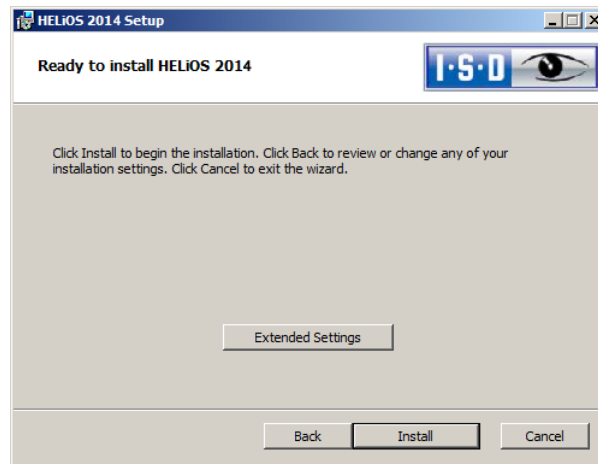 HELiOS 2014 Setup
Ready to install HELiOS 2014
I·S·D
Click Install to begin the installation. Click Back to review or change any of your
installation settings. Click Cancel to exit the wizard.
Extended Settings
Back Install Cancel